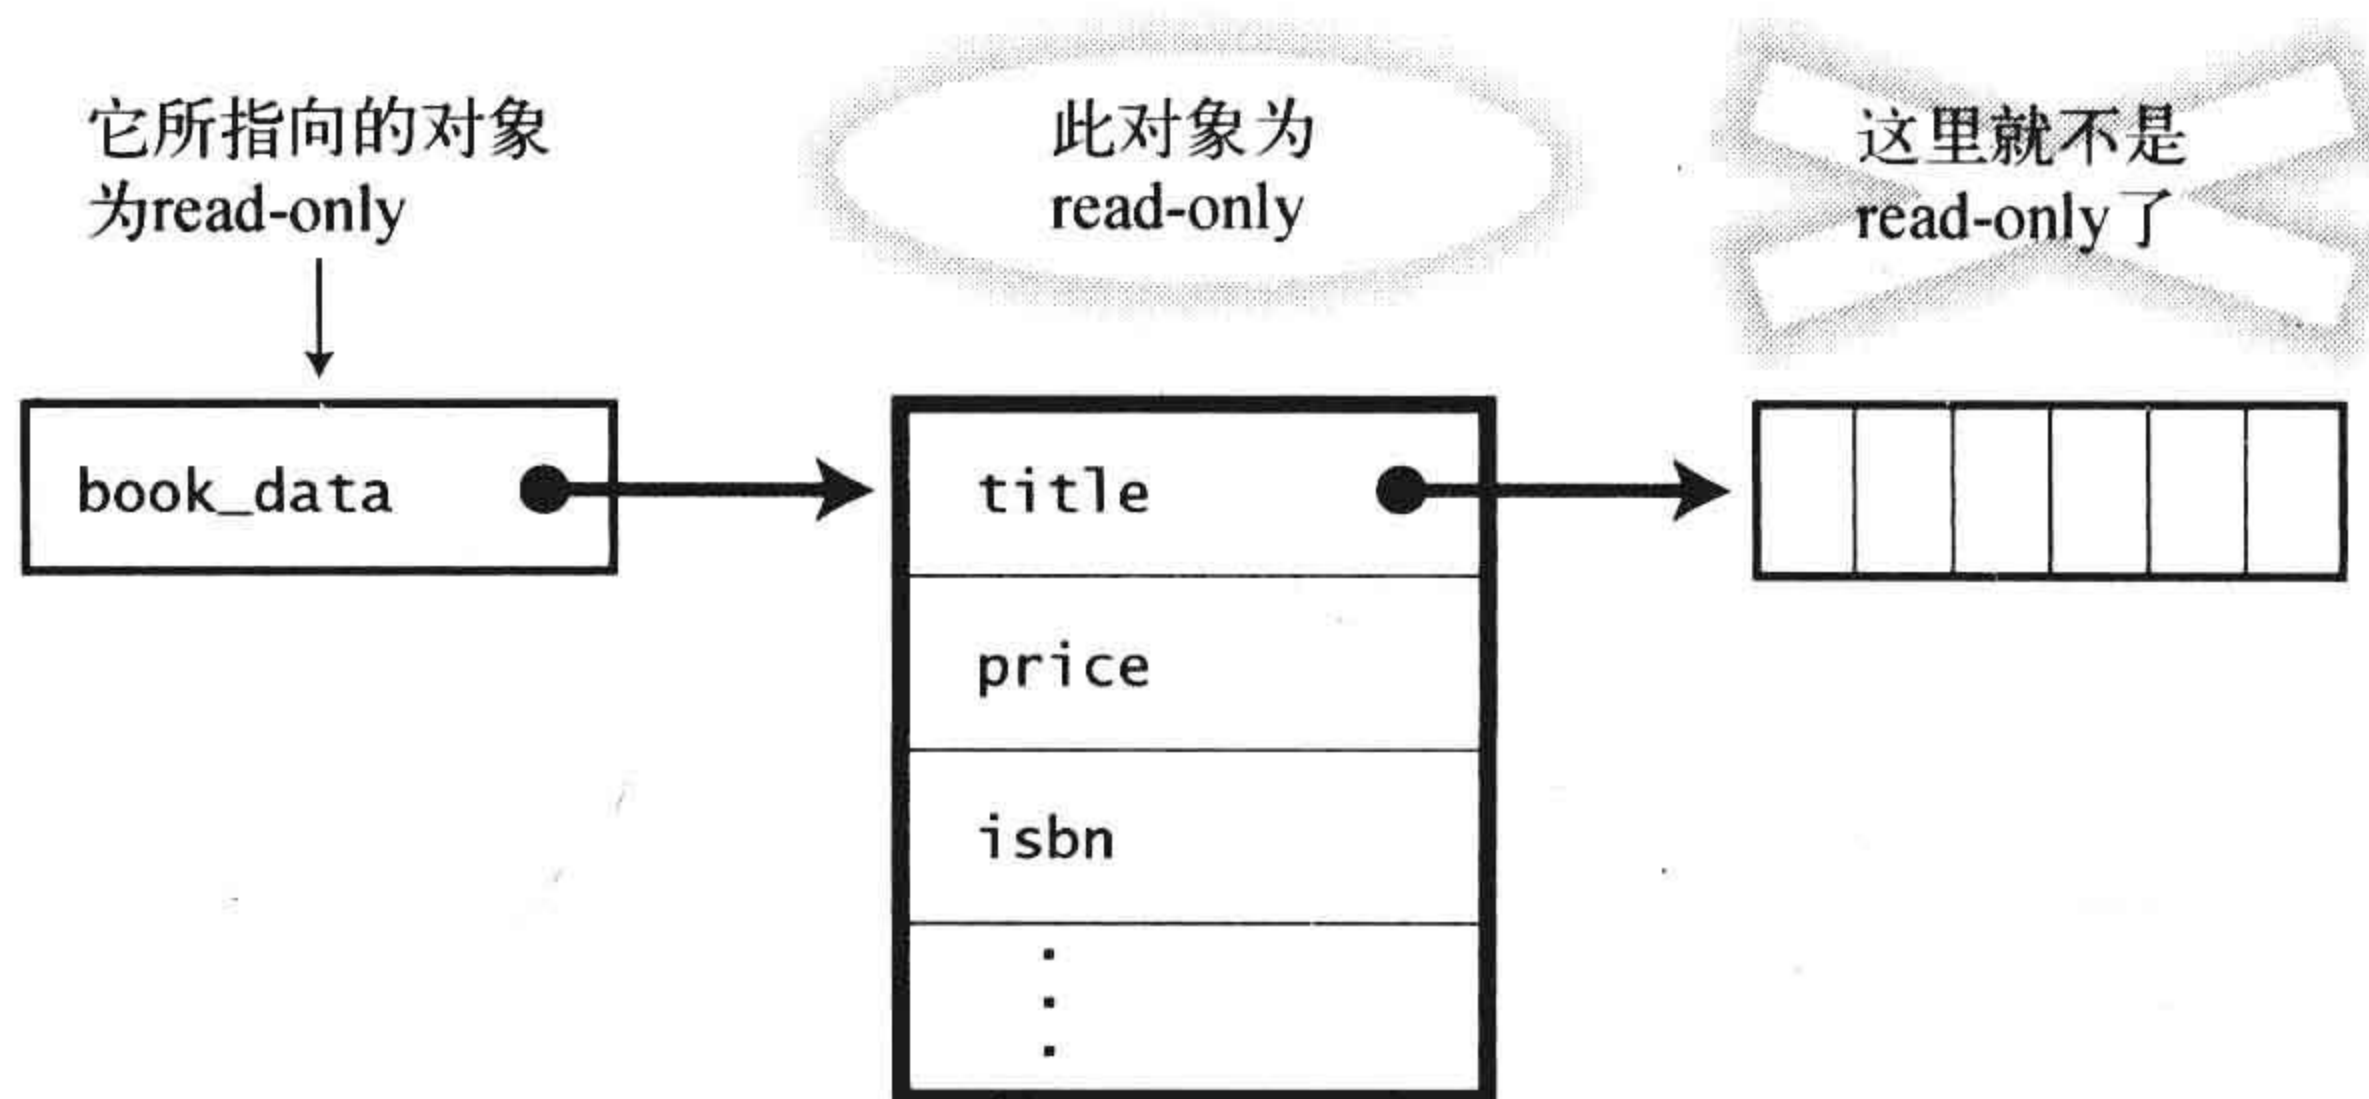 它所指向的对象
为read-only
此对象为
read-only
这里就不是
read-only了
book_data
title
price
isbn